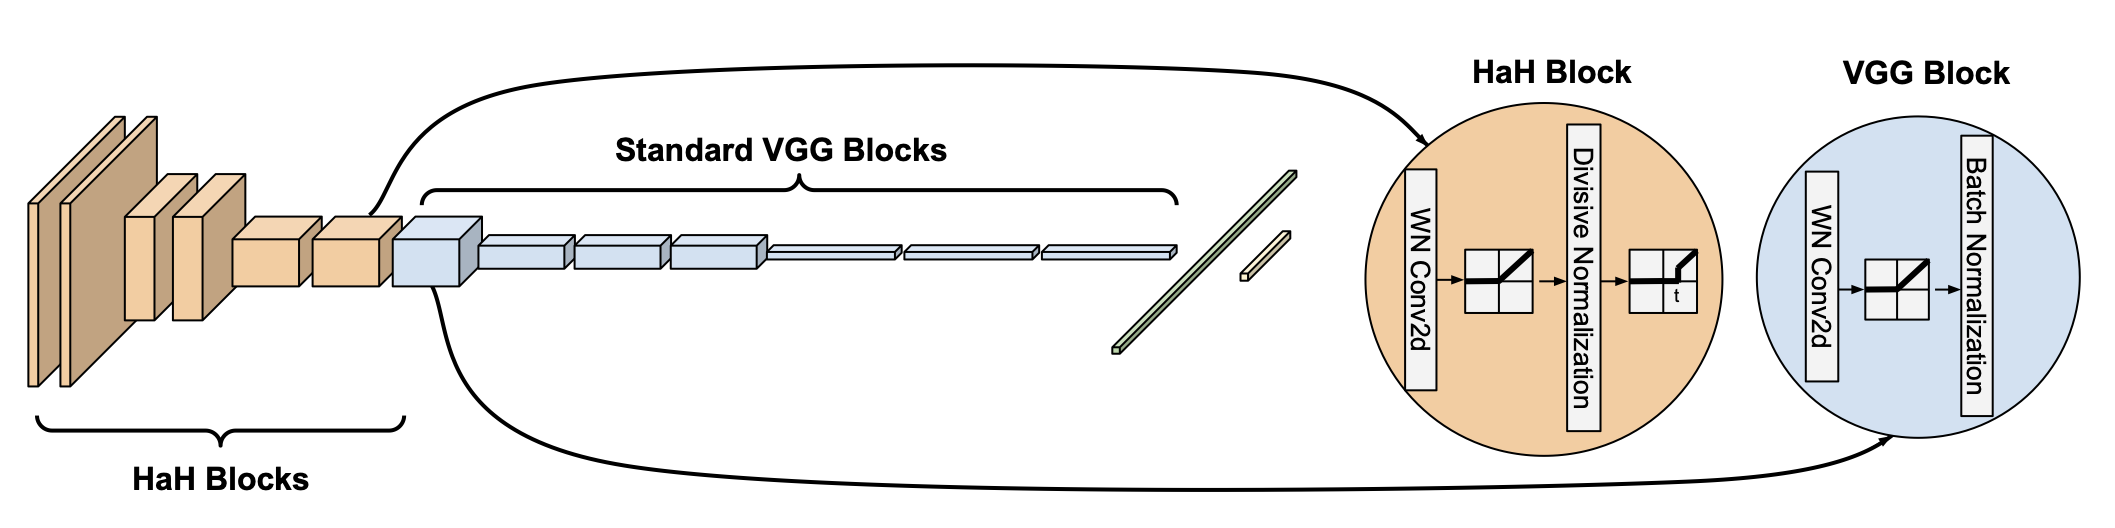 HaH Block
VGG Block
Standard VGG Blocks
WN Conv2d
Divisive Normalization
t
WN Conv2d
Batch Normalization
HaH Blocks